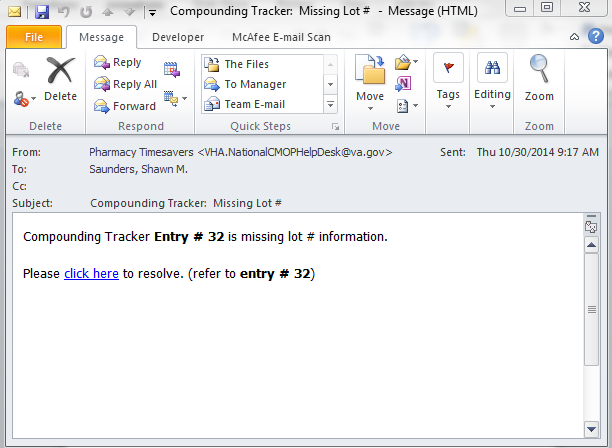 Compounding Tracker:  Missing Lot #  - Message (HTML)
File Message Developer McAfee E-mail Scan
Delete
Reply
Reply All
Forward
The Files
To Manager
Team E-mail
Move
Tags
Editing
Zoom
Delete Respond Quick Steps Move Zoom
From: Pharmacy Timesavers <VHA.NationalCMOPHelpDesk@va.gov> Sent: Thu 10/30/2014 9:17 AM
To: Saunders, Shawn M.
Cc:
Subject: Compounding Tracker:  Missing Lot #
Compounding Tracker Entry # 32 is missing lot # information.
Please click here to resolve. (refer to entry # 32)